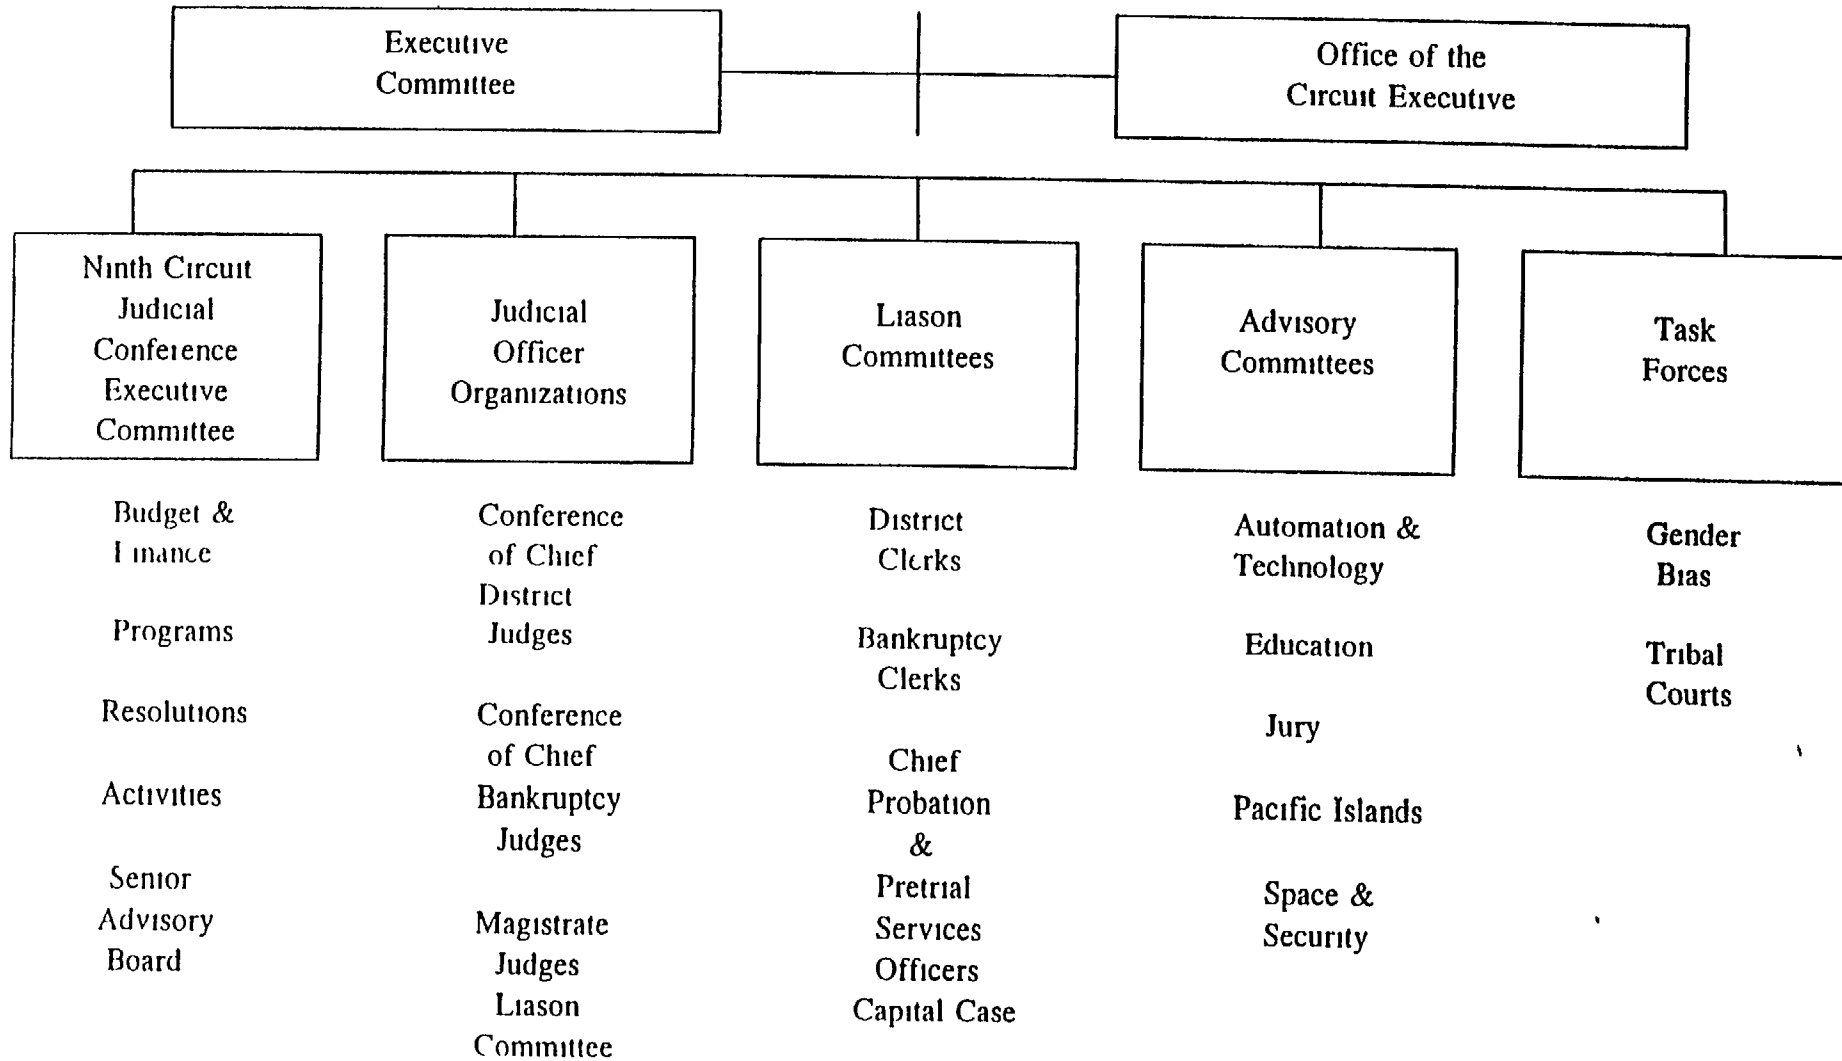 Executive
Committee
Office of the
Circuit Executive
Ninth Circuit
Judicial
Conference
Executive
Committee
Judicial
Officer
Organizations
Liason
Committees
Advisory
Committees
Task
Forces
Budget &
Finance
Programs
Resolutions
Activities
Senior
Advisory
Board
Conference
of Chief
District
Judges
Conference
of Chief
Bankruptcy
Judges
Magistrate
Judges
Liason
Committee
District
Clerks
Bankruptcy
Clerks
Chief
Probation
&
Pretrial
Services
Officers
Capital Case
Automation &
Technology
Education
Jury
Pacific Islands
Space &
Security
Gender
Bias
Tribal
Courts